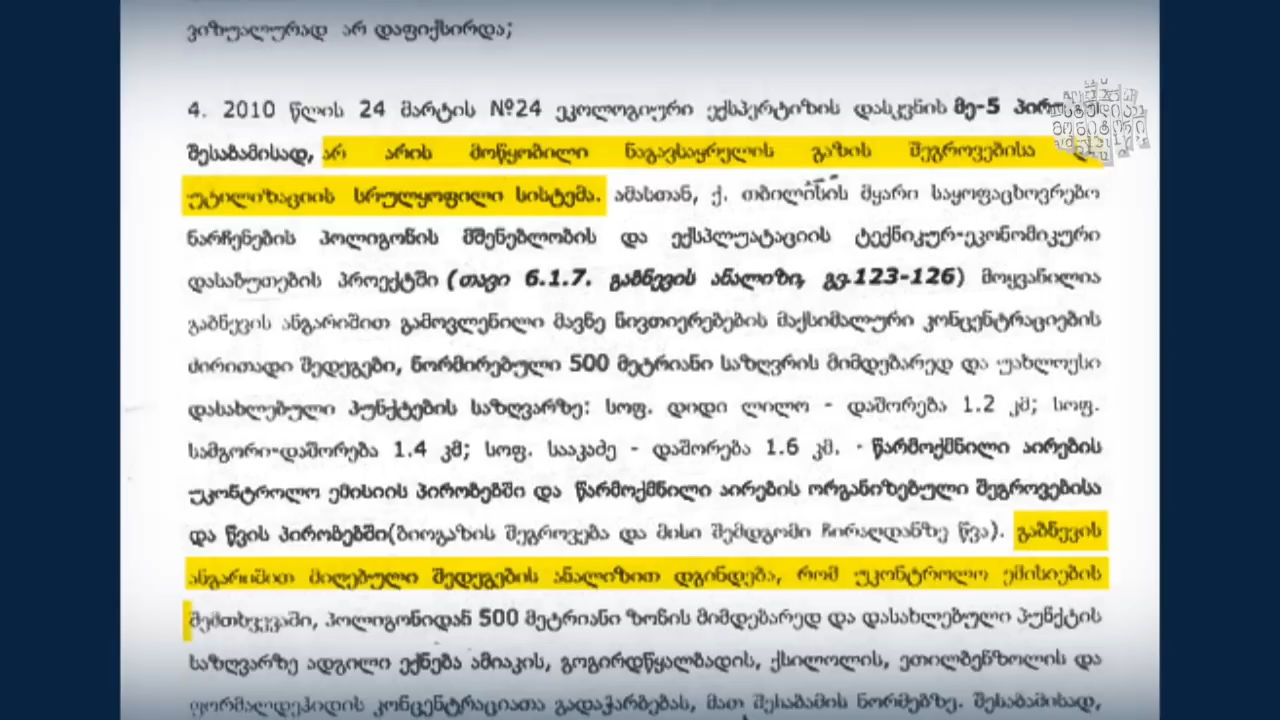 ვიზუალურად არ დაფიქსირდა;
4. 2010 წლის 24 მარტის №24 ეკოლოგიური ექსპერტიზის დასკვნის მე-5
შესაბამისად, არ არის მოწყობილი ნაგავსაყრელის გაზის შეგროვებისა
უტილიზაციის სრულყოფილი სისტემა. ამასთან, ქ. თბილისის მყარი საყოფაცხოვრებო
ნარჩენების პოლიგონის მშენებლობის და ექსპლუატაციის ტექნიკურ-ეკონომიკური
დასაბუთების პროექტში (თავი 6.1.7. გაბნევის ანალიზი, გვ.123-126) მოყვანილია
გაბნევის ანგარიშით გამოვლენილი მავნე ნივთიერებების მაქსიმალური კონცენტრაციების
ძირითადი შედეგები, ნორმირებული 500 მეტრიანი საზღვრის მიმდებარედ და უახლოესი
დასახლებული პუნქტების საზღვარზე: სოფ. დიდი ლილო - დაშორება 1.2 კმ; სოფ.
სამგორი-დაშორება 1.4 კმ; სოფ. სააკაძე - დაშორება 1.6 კმ. - წარმოქმნილი აირების
უკონტროლო ემისიის პირობებში და წარმოქმნილი აირების ორგანიზებული შეგროვებისა
და წვის პირობებში(ბიოგაზის შეგროვება და მისი შემდგომი ჩირაღდანზე წვა). გაბნევის
ანგარიშით მიღებული შედეგების ანალიზით დგინდება, რომ უკონტროლო ემისიების
შემთხვევაში, პოლიგონიდან 500 მეტრიანი ზონის მიმდებარედ და დასახლებული პუნქტის
საზღვარზე ადგილი ექნება ამიაკის, გოგირდწყალბადის, ქსილოლის, ეთილბენზოლის და
ფორმალდეჰიდის კონცენტრაციათა გადაჭარბებას, მათ შესაბამის ნორმებზე. შესაბამისად,